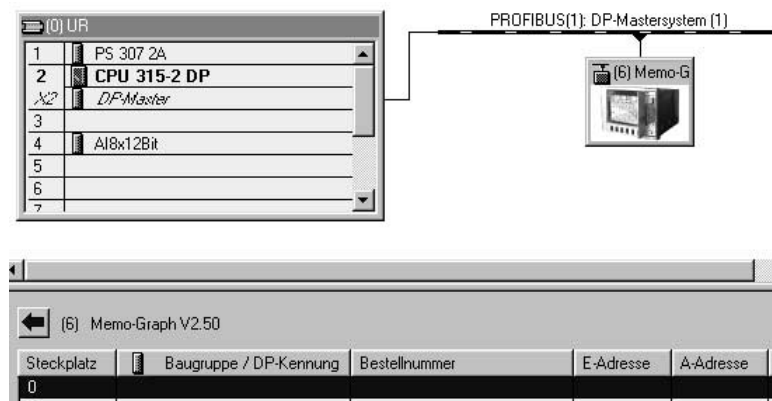 (0) UR
1 PS 307 2A
2 CPU 315-2 DP
X2 DP-Master
3
4 AI8x12Bit
5
6
7
PROFIBUS(1): DP-Mastersystem (1)
(6) Memo-G
(6) Memo-Graph V2.50
Steckplatz Baugruppe / DP-Kennung Bestellnummer E-Adresse A-Adresse
0